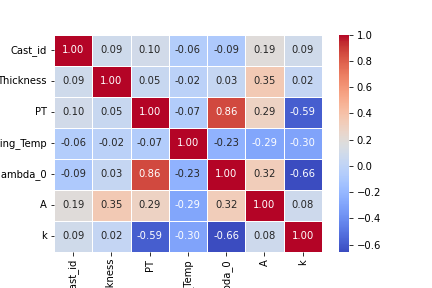 Cast_id 1.00 0.09 0.10 -0.06 -0.09 0.19 0.09
Thickness 0.09 1.00 0.05 -0.02 0.03 0.35 0.02
PT 0.10 0.05 1.00 -0.07 0.86 0.29 -0.59
ing_Temp -0.06 -0.02 -0.07 1.00 -0.23 -0.29 -0.30
ambda_0 -0.09 0.03 0.86 -0.23 1.00 0.32 -0.66
A 0.19 0.35 0.29 -0.29 0.32 1.00 0.08
k 0.09 0.02 -0.59 -0.30 -0.66 0.08 1.00
ast_id
kness
PT
Temp
da_0
A
k
1.0
0.8
0.6
0.4
0.2
0.0
−0.2
−0.4
−0.6